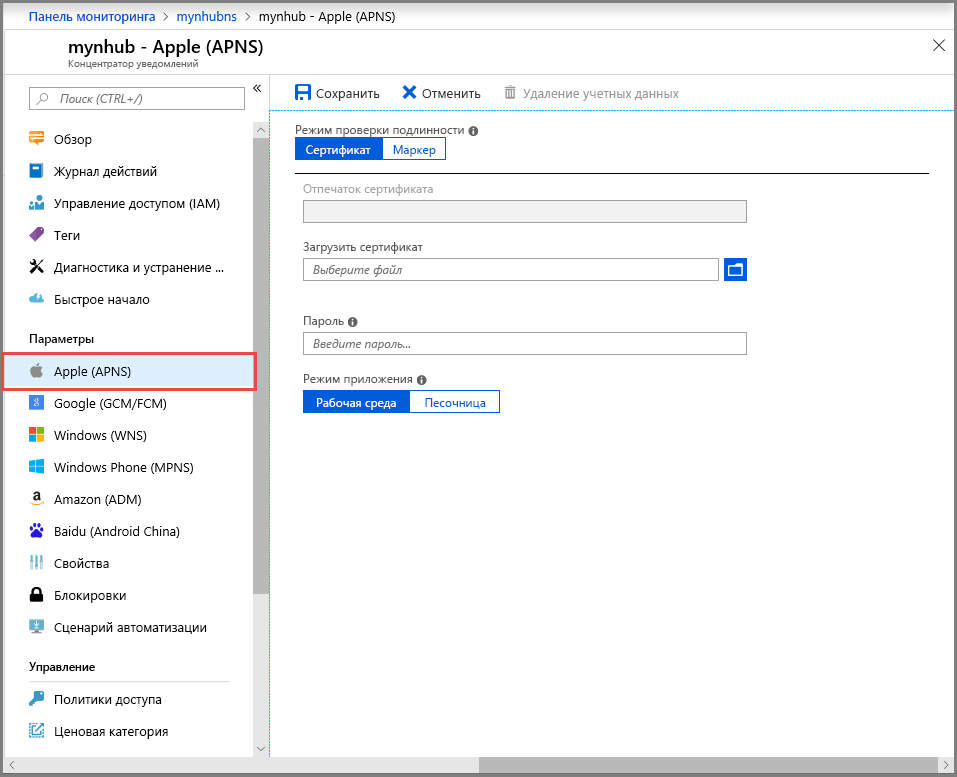 Панель мониторинга > mynhubns > mynhub - Apple (APNS)
mynhub - Apple (APNS)
Концентратор уведомлений
Поиск (CTRL+/)
Обзор
Журнал действий
Управление доступом (IAM)
Теги
Диагностика и устранение ...
Быстрое начало
Параметры
Apple (APNS)
Google (GCM/FCM)
Windows (WNS)
Windows Phone (MPNS)
Amazon (ADM)
Baidu (Android China)
Свойства
Блокировки
Сценарий автоматизации
Управление
Политики доступа
Ценовая категория
Сохранить Отменить Удаление учетных данных
Режим проверки подлинности
Сертификат Маркер
Отпечаток сертификата
Загрузить сертификат
Выберите файл
Пароль
Введите пароль...
Режим приложения
Рабочая среда Песочница